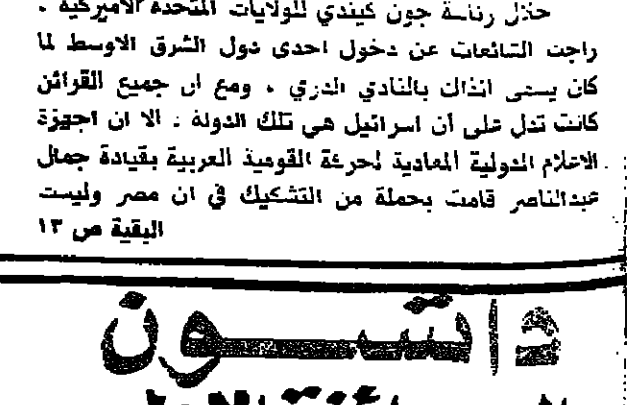 خلال رئاسة جون كيندي للولايات المتحدة الاميركية .
راجت الشائعات عن دخول احدى دول الشرق الاوسط لما
كان يسمى انذاك بالنادي الذري . ومع ان جميع القرائن
كانت تدل على أن اسرائيل هي تلك الدولة . الا ان اجهزة
الاعلام الدولية المعادية لحركة القومية العربية بقيادة جمال
عبدالناصر قامت بحملة من التشكيك في ان مصر وليست
البقية ص ١٣
داتسون